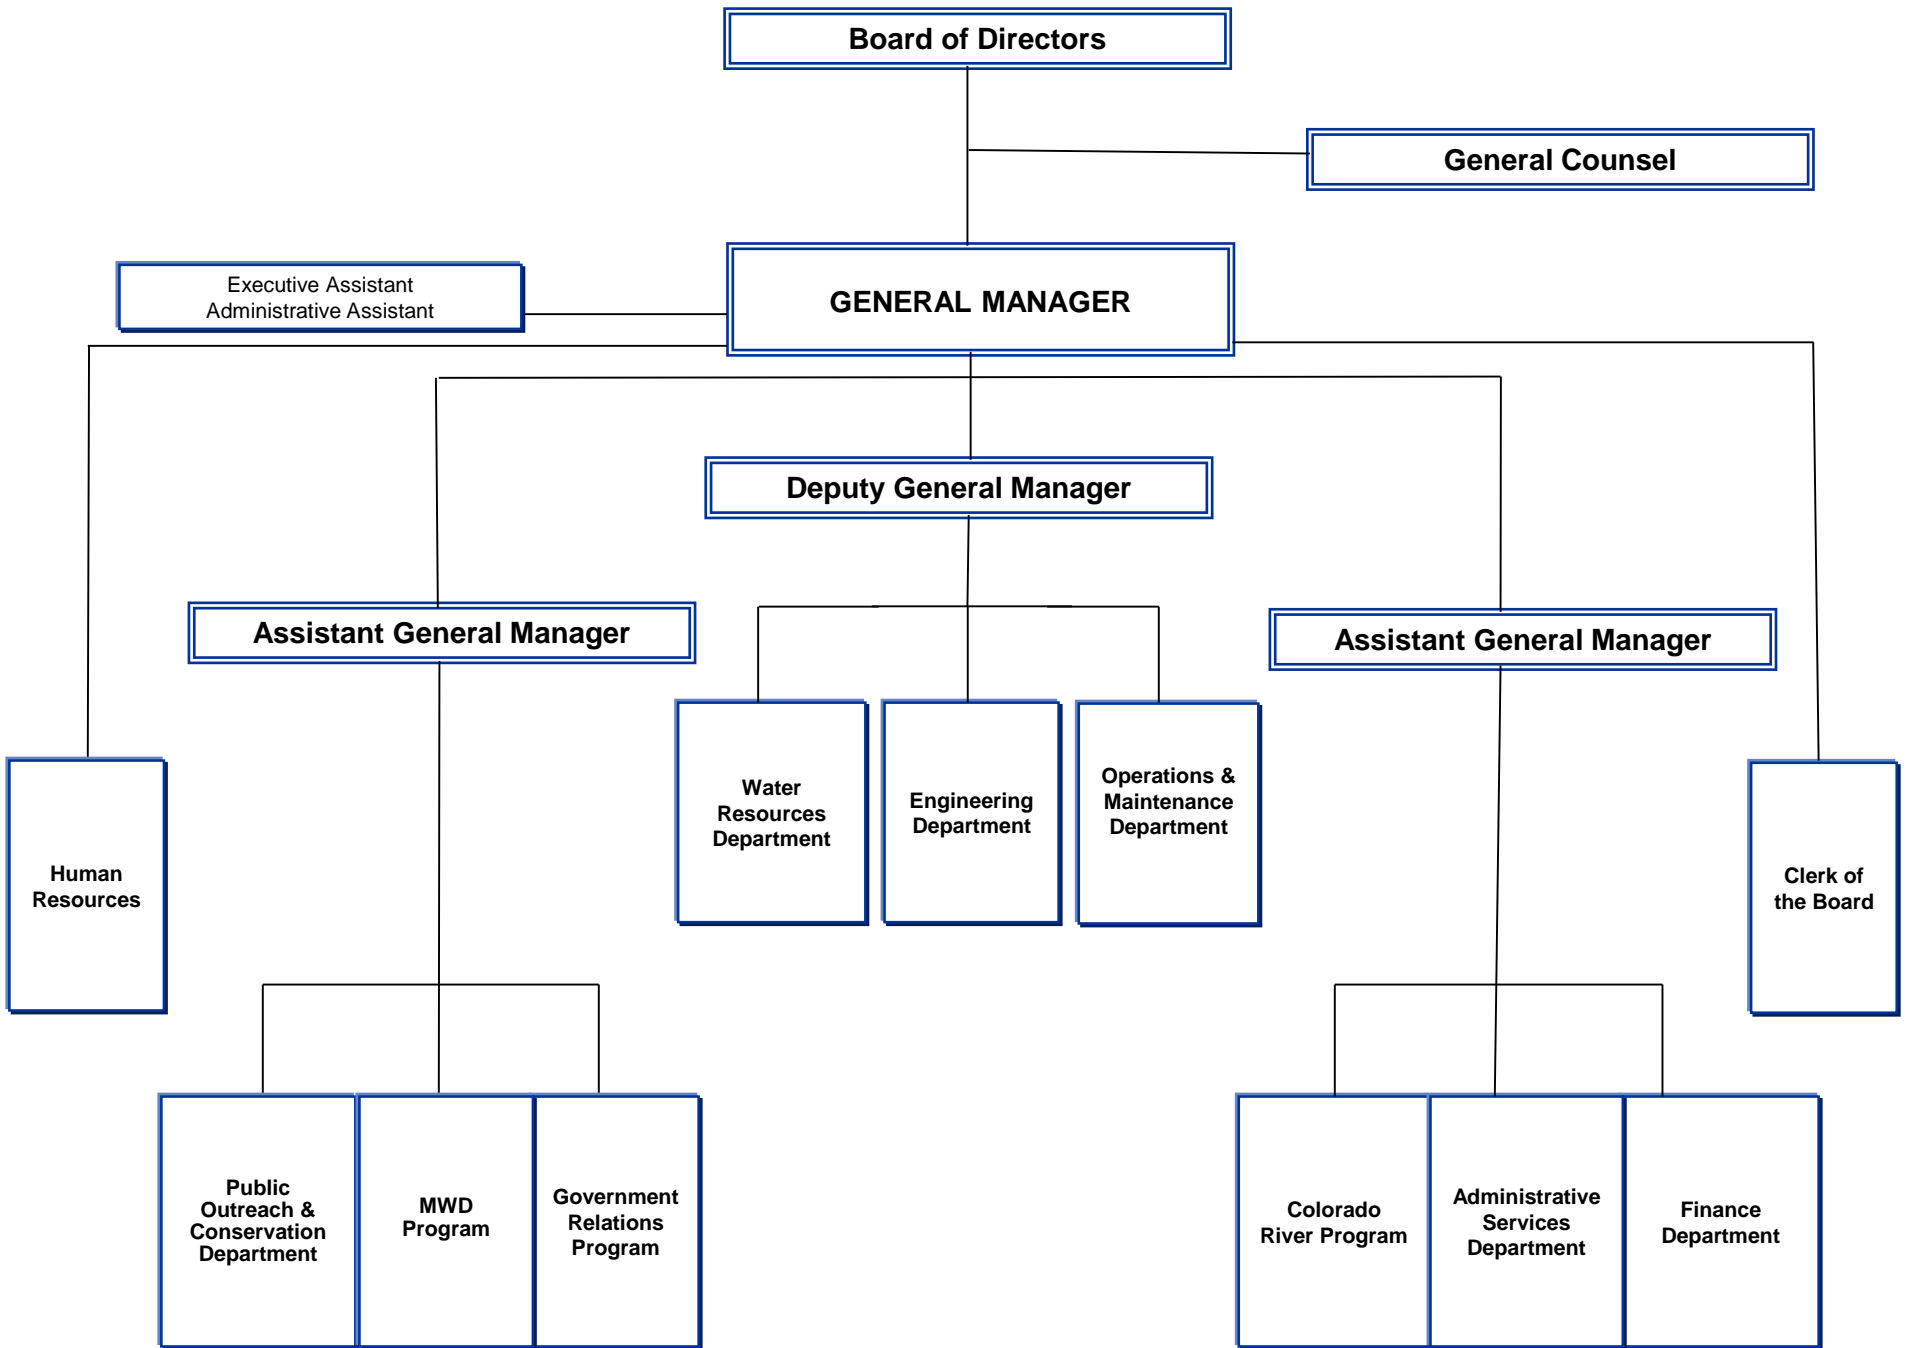 Board of Directors
General Counsel
Executive Assistant
Administrative Assistant
GENERAL MANAGER
Deputy General Manager
Assistant General Manager
Assistant General Manager
Water
Resources
Department
Engineering
Department
Operations &
Maintenance
Department
Human
Resources
Clerk of
the Board
Public
Outreach &
Conservation
Department
MWD
Program
Government
Relations
Program
Colorado
River Program
Administrative
Services
Department
Finance
Department